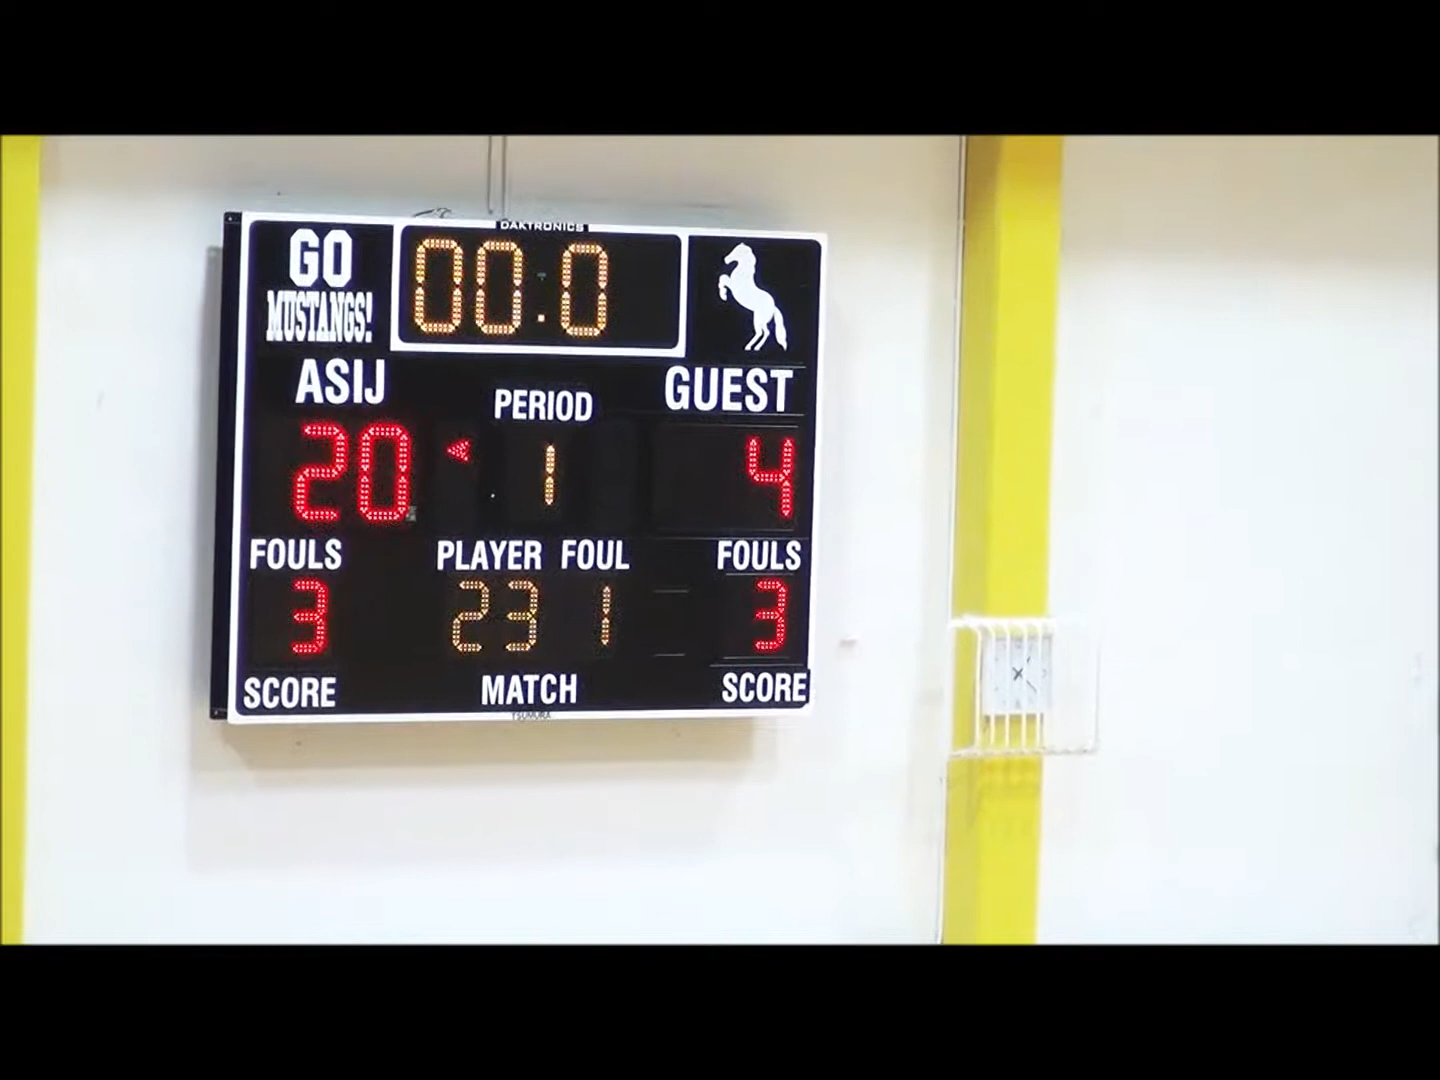 DAKTRONICS
GO
MUSTANGS!
00.0
ASIJ
PERIOD
GUEST
20
1
4
FOULS
PLAYER FOUL
FOULS
3
23 1
3
SCORE
MATCH
SCORE
TSUMURA